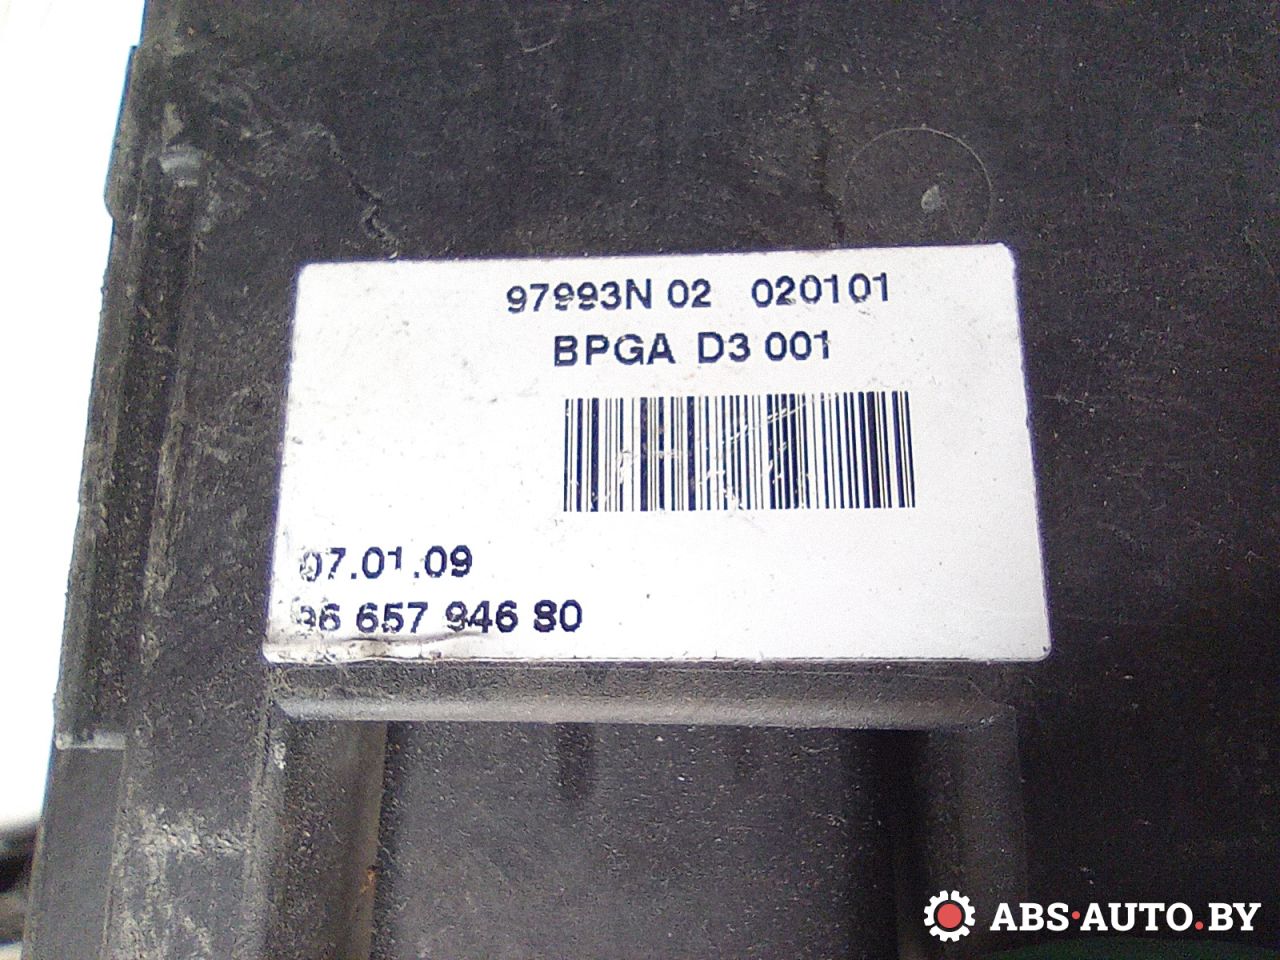 97993N 02 020101
BPGA D3 001
07.01.09
96 657 946 80
ABS·AUTO.BY